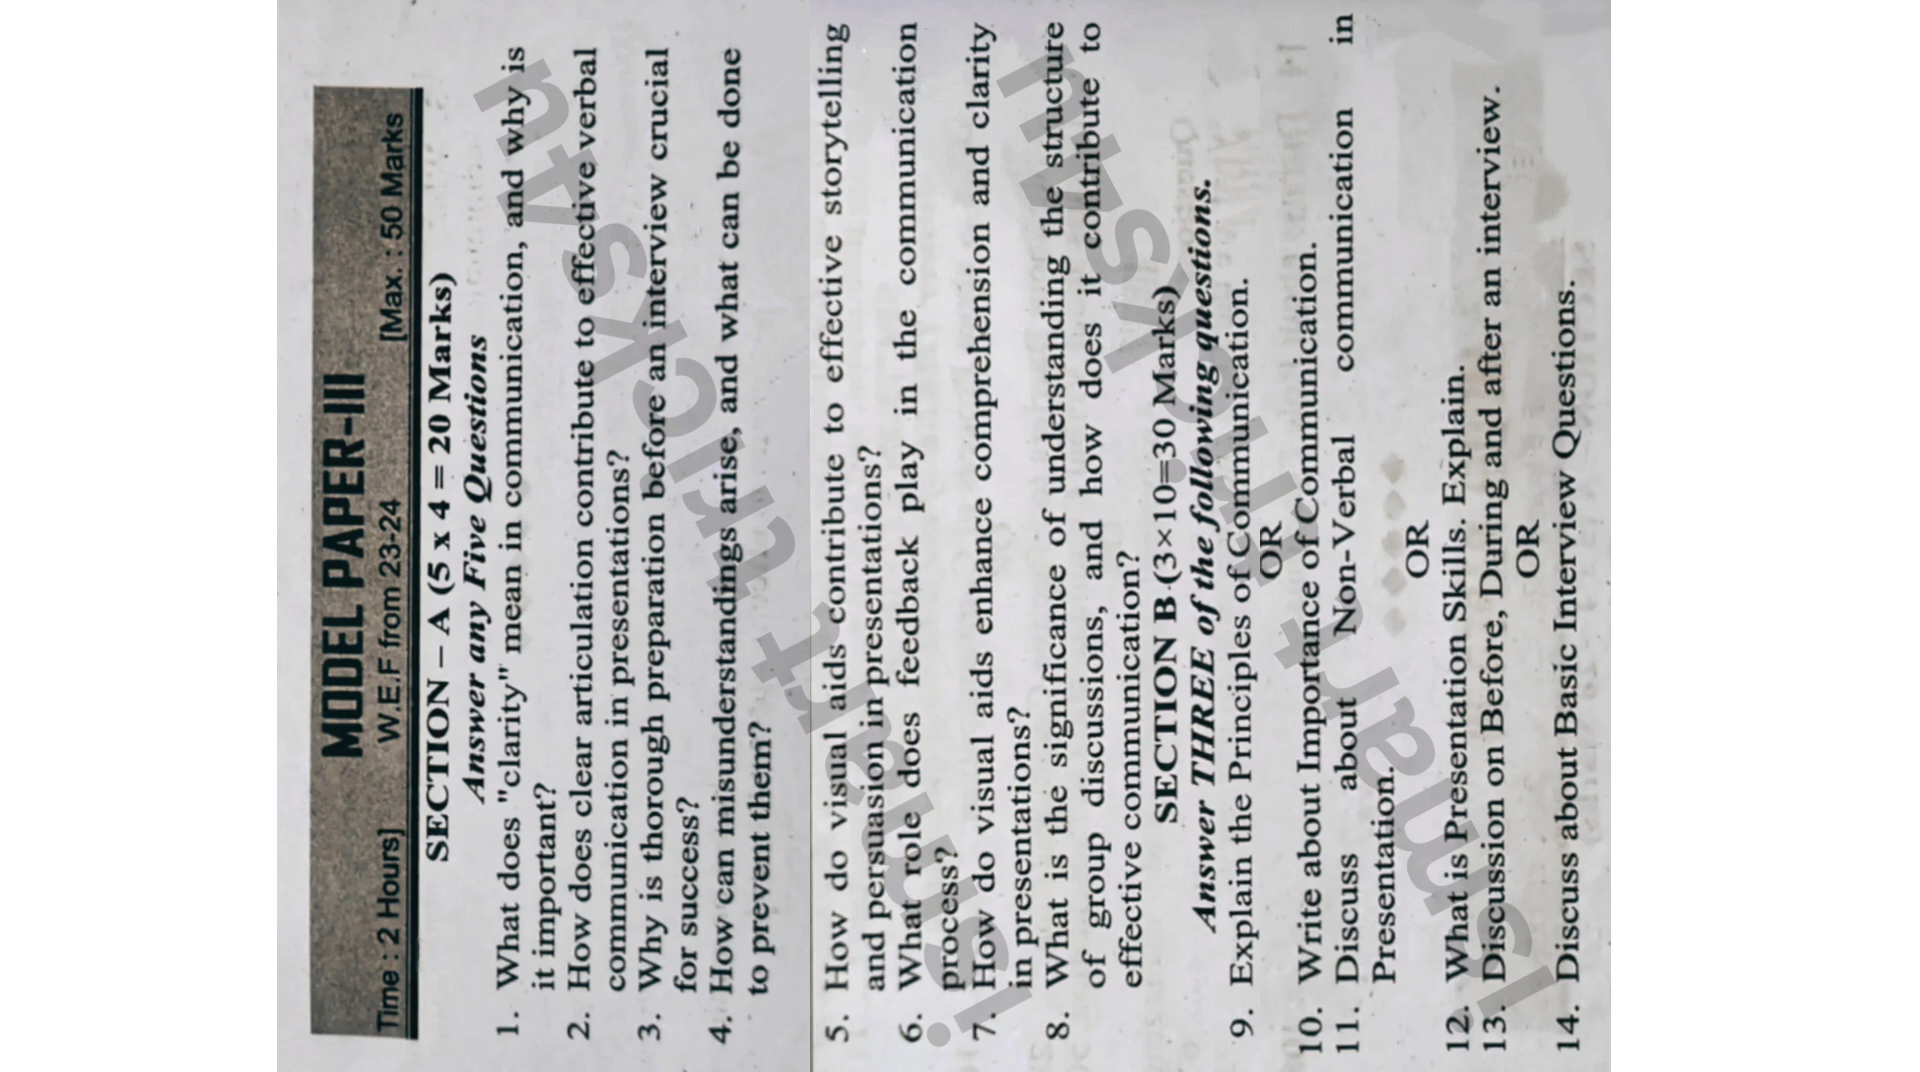 MODEL PAPER-III
Time : 2 Hours] W.E.F from 23-24 [Max. : 50 Marks
SECTION – A (5 x 4 = 20 Marks)
Answer any Five Questions
1. What does "clarity" mean in communication, and why is
it important?
2. How does clear articulation contribute to effective verbal
communication in presentations?
3. Why is thorough preparation before an interview crucial
for success?
4. How can misunderstandings arise, and what can be done
to prevent them?
5. How do visual aids contribute to effective storytelling
and persuasion in presentations?
6. What role does feedback play in the communication
process?
7. How do visual aids enhance comprehension and clarity
in presentations?
8. What is the significance of understanding the structure
of group discussions, and how does it contribute to
effective communication?
SECTION B (3×10=30 Marks)
Answer THREE of the following questions.
9. Explain the Principles of Communication.
OR
10. Write about Importance of Communication.
11. Discuss about Non-Verbal communication in
Presentation.
OR
12. What is Presentation Skills. Explain.
13. Discussion on Before, During and after an interview.
OR
14. Discuss about Basic Interview Questions.